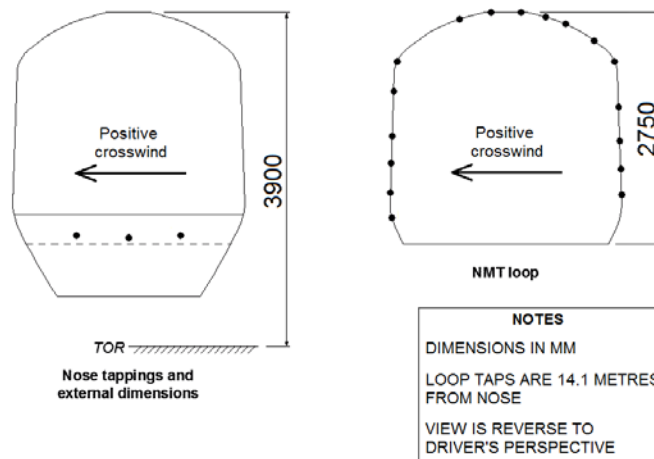 Positive
crosswind
3900
TOR
Nose tappings and
external dimensions
Positive
crosswind
2750
NMT loop
NOTES
DIMENSIONS IN MM
LOOP TAPS ARE 14.1 METRES
FROM NOSE
VIEW IS REVERSE TO
DRIVER'S PERSPECTIVE